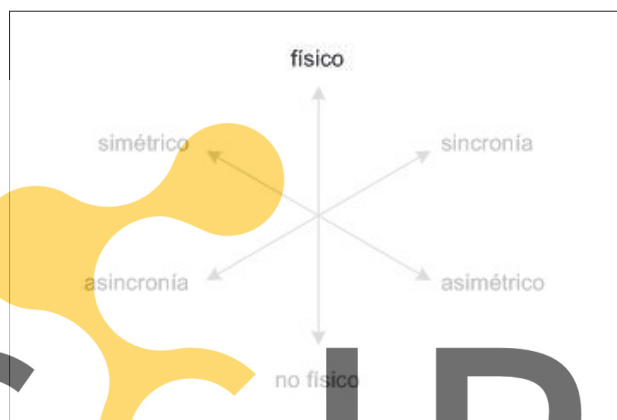 físico
simétrico
sincronía
asincronía
asimétrico
no físico